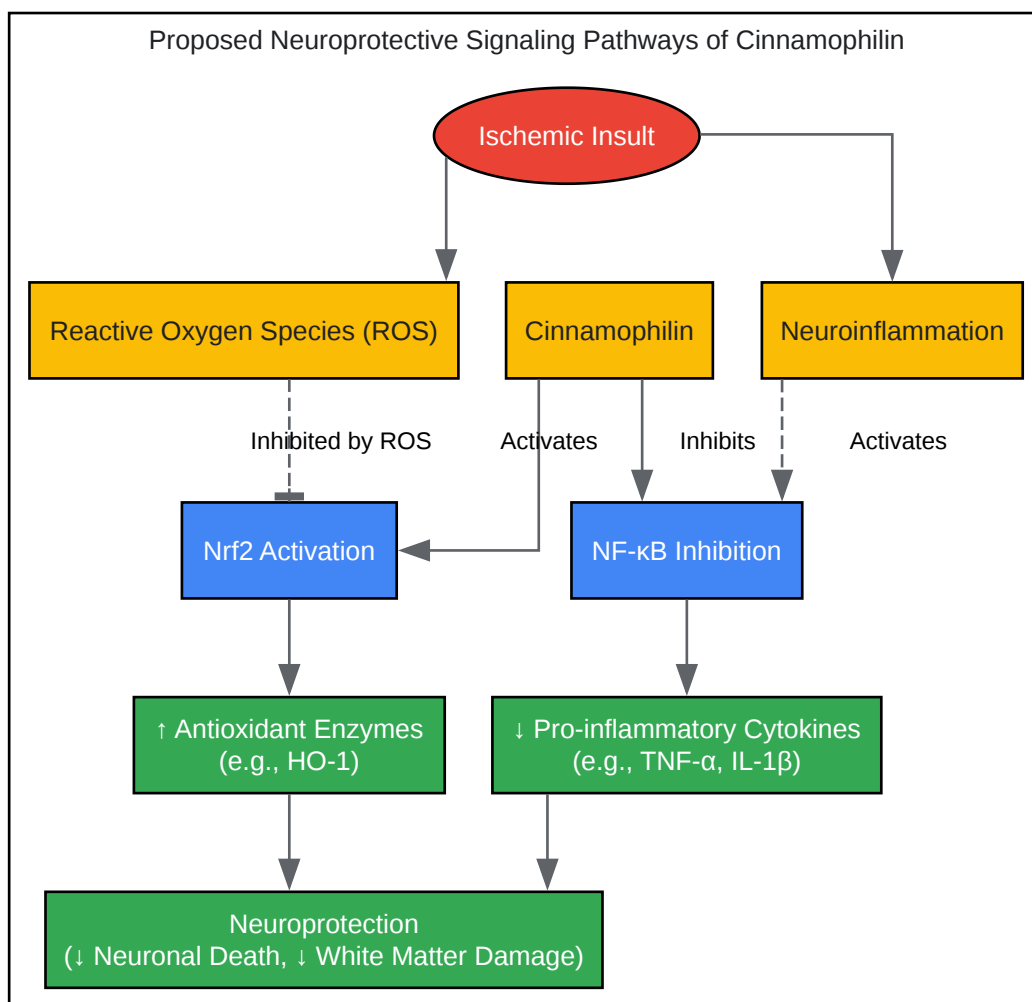 Proposed Neuroprotective Signaling Pathways of Cinnamophilin
Ischemic Insult
Reactive Oxygen Species (ROS)
Cinnamophilin
Neuroinflammation
Inhibited by ROS
Activates
Inhibits
Activates
Nrf2 Activation
NF-κB Inhibition
↑ Antioxidant Enzymes
(e.g., HO-1)
↓ Pro-inflammatory Cytokines
(e.g., TNF-α, IL-1β)
Neuroprotection
(↓ Neuronal Death, ↓ White Matter Damage)